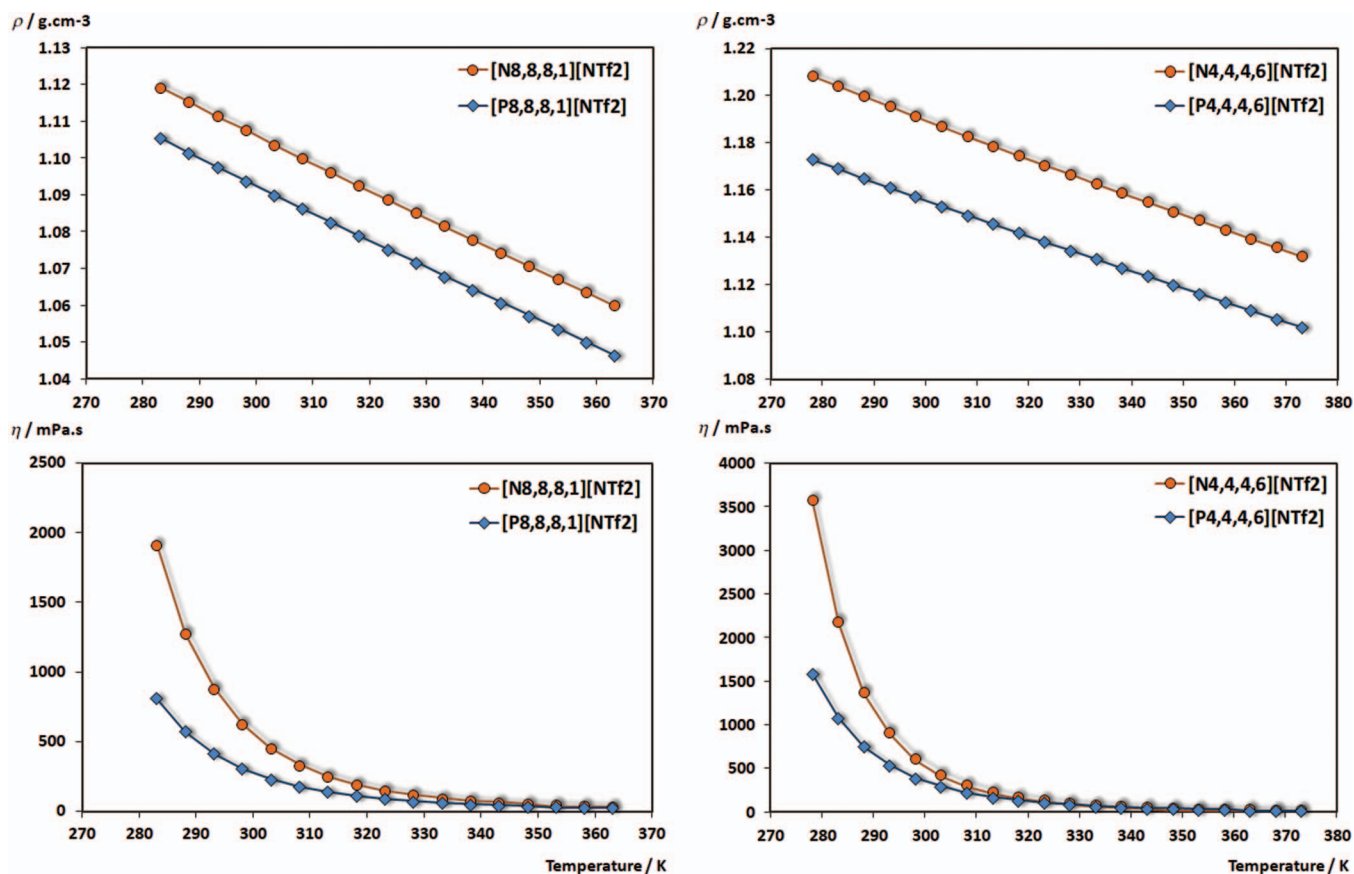 ρ / g.cm-3
1.13
1.12
1.11
1.10
1.09
1.08
1.07
1.06
1.05
1.04
[N8,8,8,1][NTf2]
[P8,8,8,1][NTf2]
270 280 290 300 310 320 330 340 350 360 370
ρ / g.cm-3
1.22
1.20
1.18
1.16
1.14
1.12
1.10
1.08
[N4,4,4,6][NTf2]
[P4,4,4,6][NTf2]
270 280 290 300 310 320 330 340 350 360 370 380
η / mPa.s
2500
2000
1500
1000
500
0
[N8,8,8,1][NTf2]
[P8,8,8,1][NTf2]
270 280 290 300 310 320 330 340 350 360 370
Temperature / K
η / mPa.s
4000
3500
3000
2500
2000
1500
1000
500
0
[N4,4,4,6][NTf2]
[P4,4,4,6][NTf2]
270 280 290 300 310 320 330 340 350 360 370 380
Temperature / K